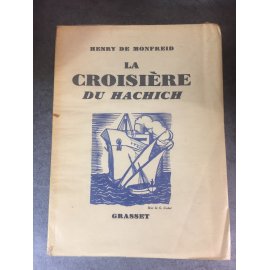 HENRY DE MONFREID
LA
CROISIÈRE
DU HACHICH
GRASSET